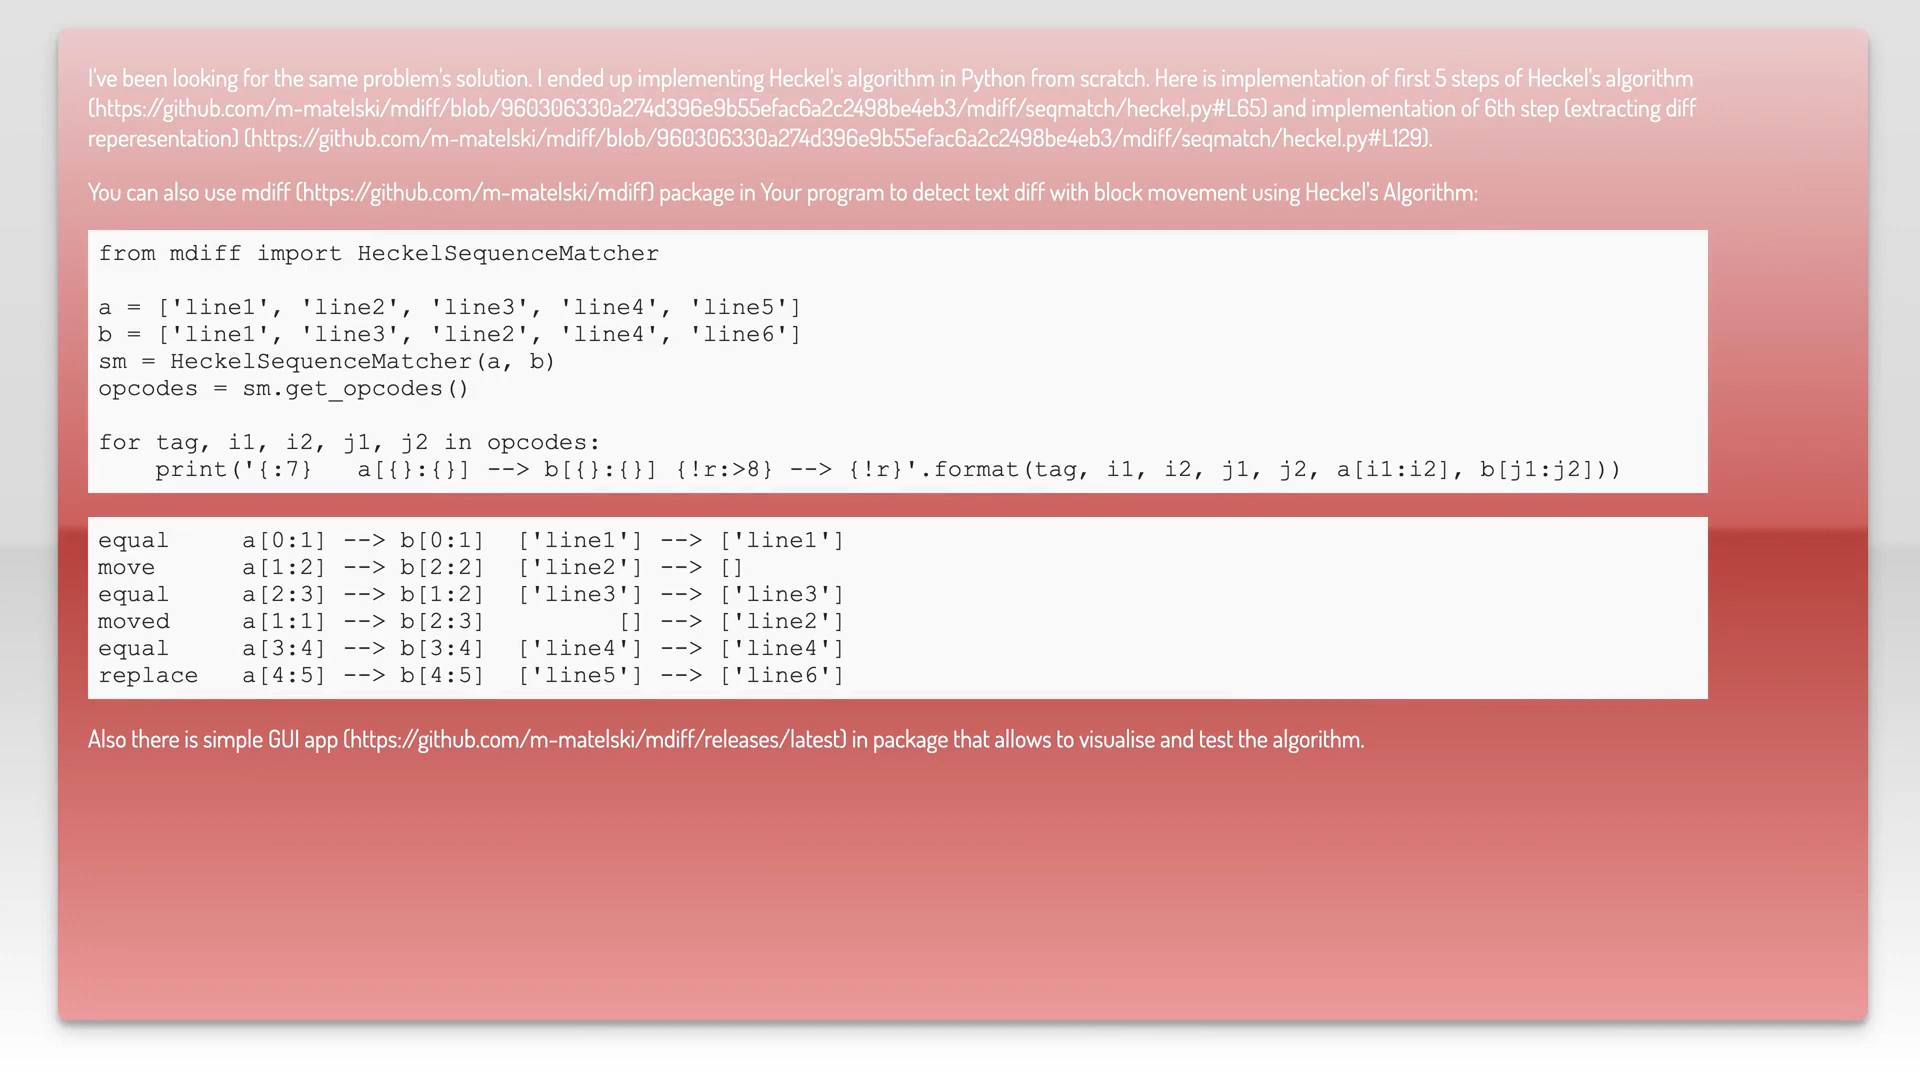 I've been looking for the same problem's solution. I ended up implementing Heckel's algorithm in Python from scratch. Here is implementation of first 5 steps of Heckel's algorithm
(https://github.com/m-matelski/mdiff/blob/960306330a274d396e9b55efac6a2c2498be4eb3/mdiff/seqmatch/heckel.py#L65) and implementation of 6th step (extracting diff
reperesentation) (https://github.com/m-matelski/mdiff/blob/960306330a274d396e9b55efac6a2c2498be4eb3/mdiff/seqmatch/heckel.py#L129).
You can also use mdiff (https://github.com/m-matelski/mdiff) package in Your program to detect text diff with block movement using Heckel's Algorithm:
from mdiff import HeckelSequenceMatcher
a = ['line1', 'line2', 'line3', 'line4', 'line5']
b = ['line1', 'line3', 'line2', 'line4', 'line6']
sm = HeckelSequenceMatcher(a, b)
opcodes = sm.get_opcodes()
for tag, i1, i2, j1, j2 in opcodes:
    print('{:7}   a[{}:{}] --> b[{}:{}] {!r:>8} --> {!r}'.format(tag, i1, i2, j1, j2, a[i1:i2], b[j1:j2]))
equal     a[0:1] --> b[0:1]  ['line1'] --> ['line1']
move      a[1:2] --> b[2:2]  ['line2'] --> []
equal     a[2:3] --> b[1:2]  ['line3'] --> ['line3']
moved     a[1:1] --> b[2:3]         [] --> ['line2']
equal     a[3:4] --> b[3:4]  ['line4'] --> ['line4']
replace   a[4:5] --> b[4:5]  ['line5'] --> ['line6']
Also there is simple GUI app (https://github.com/m-matelski/mdiff/releases/latest) in package that allows to visualise and test the algorithm.